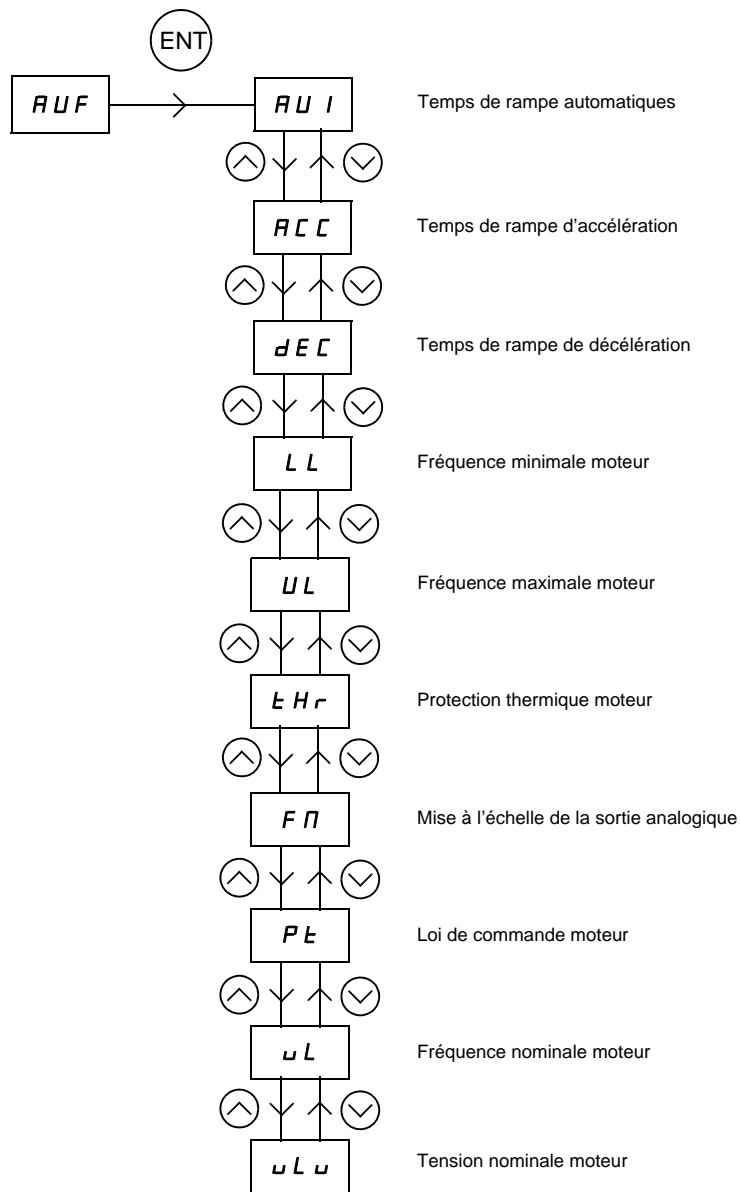 ENT
AUF
AU1 Temps de rampe automatiques
ACC Temps de rampe d’accélération
dEC Temps de rampe de décélération
LL Fréquence minimale moteur
UL Fréquence maximale moteur
tHr Protection thermique moteur
FM Mise à l’échelle de la sortie analogique
Pt Loi de commande moteur
uL Fréquence nominale moteur
uLu Tension nominale moteur